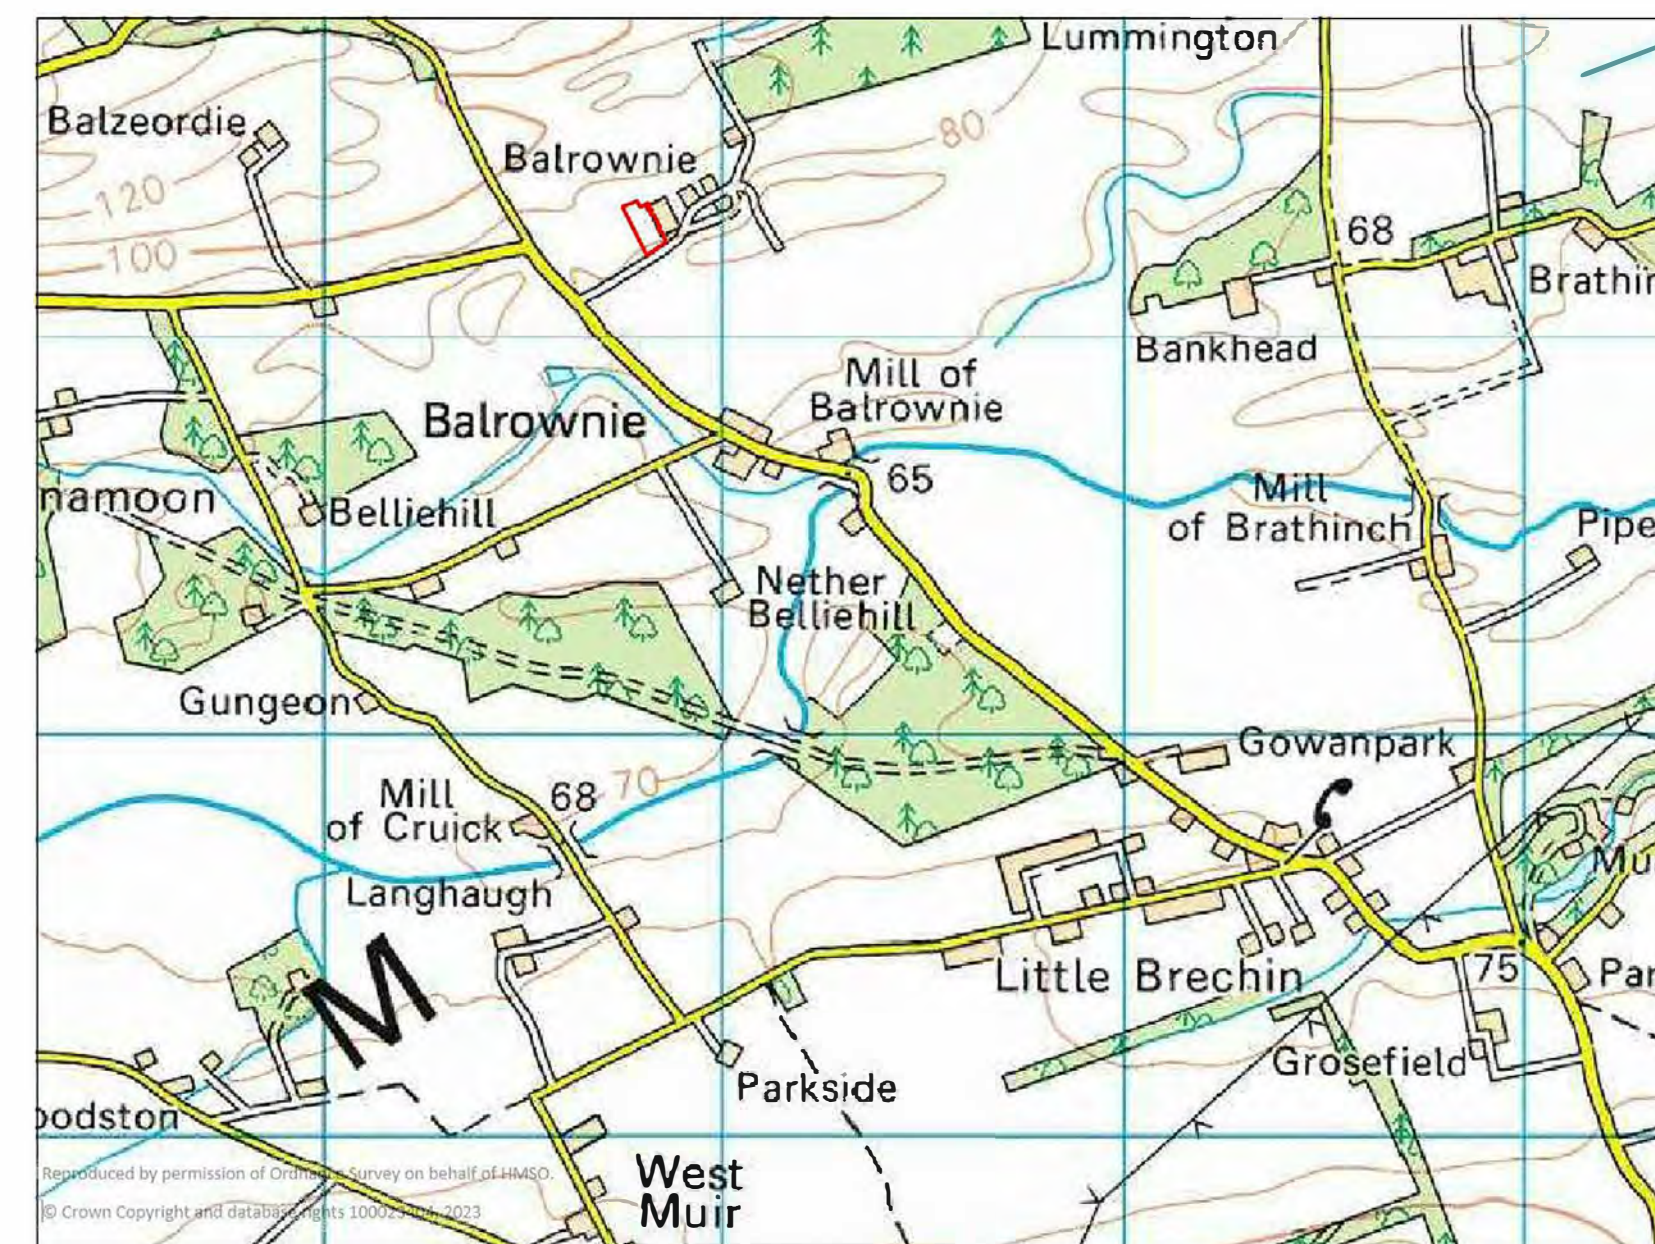 Lummington
Balzeordie
Balrownie
80
120
68
100
Brathin
Bankhead
Mill of
Balrownie
Balrownie
65
Mill
of Brathinch
namoon
Belliehill
Pipe
Nether
Belliehill
Gungeon
Gowanpark
70
68
Mill
of Cruick
Langhaugh
Mu
M
Little Brechin
75
Par
Grosefield
Parkside
oodston
West
Muir
Reproduced by permission of Ordnance Survey on behalf of HMSO.
© Crown Copyright and database rights 2023